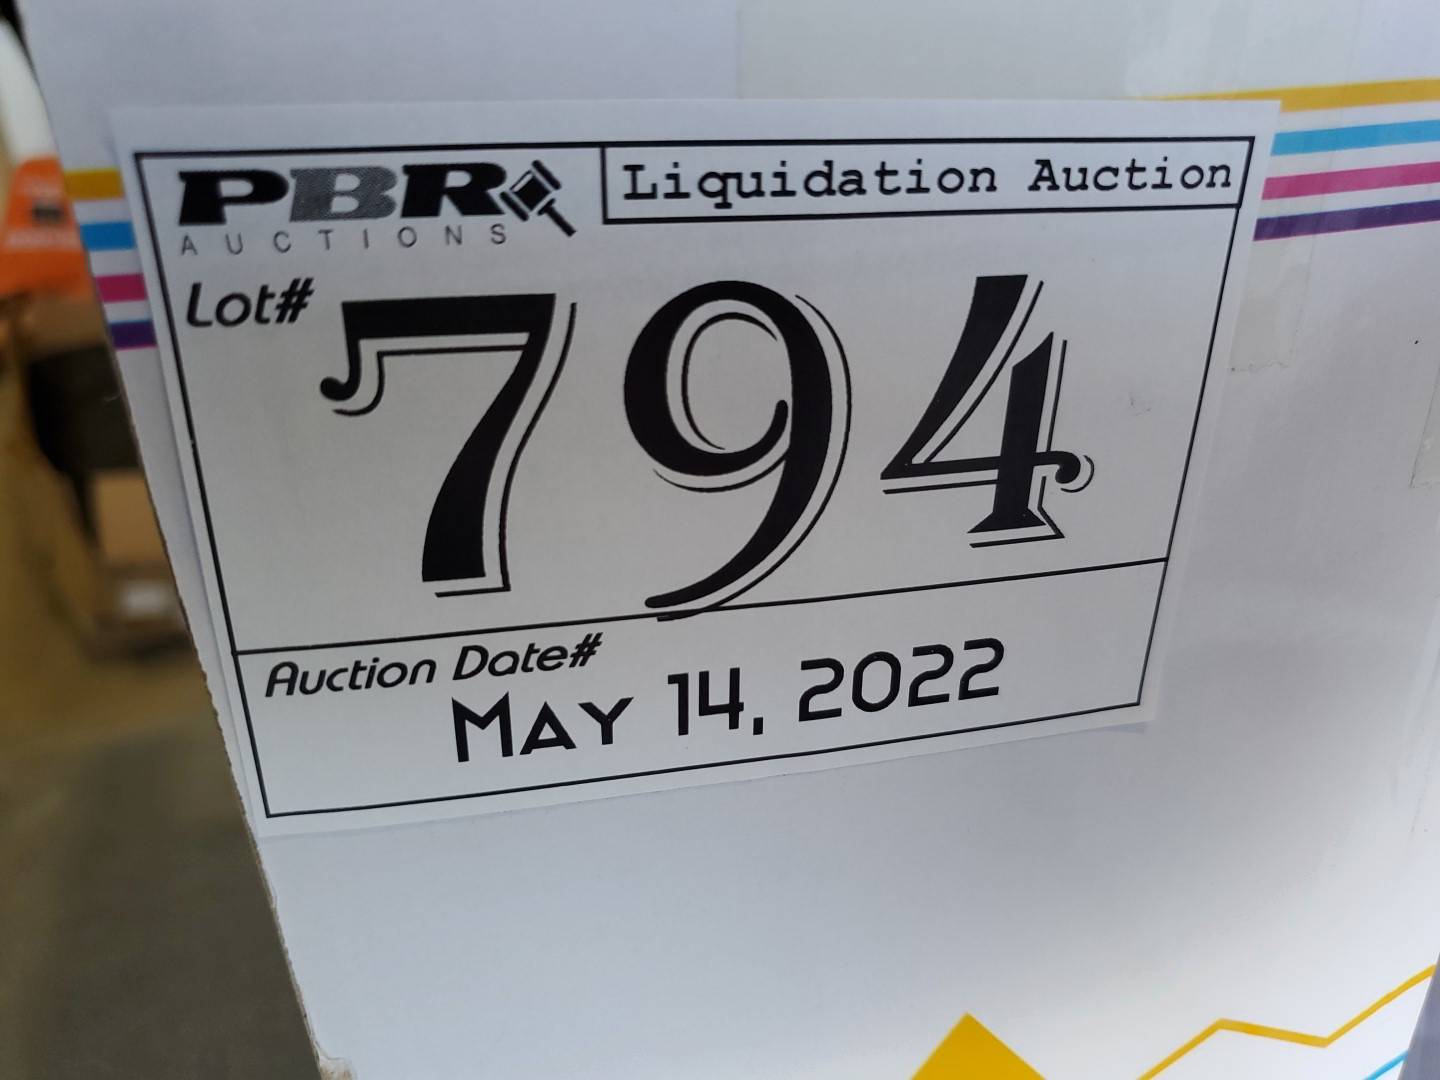 PBR
AUCTIONS
Liquidation Auction
Lot#
794
Auction Date#
May 14, 2022